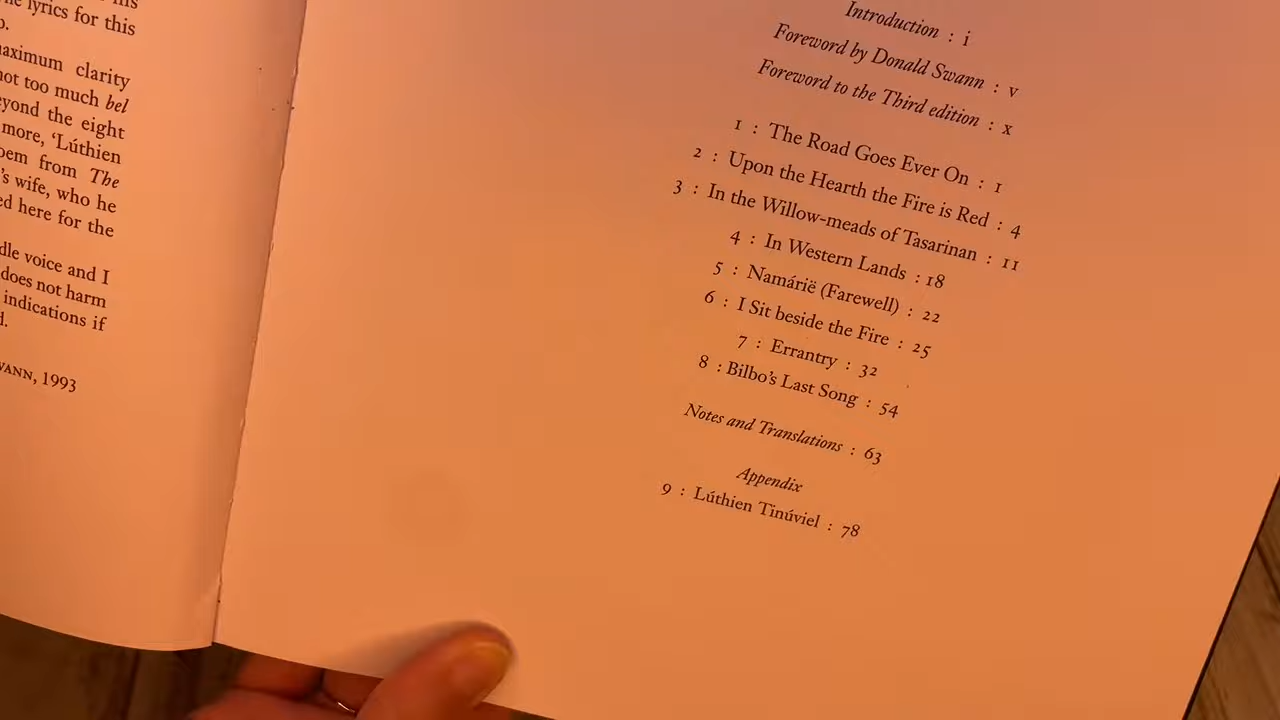 he lyrics for this
maximum clarity
not too much bel
eyond the eight
more, ‘Lúthien
oem from The
’s wife, who he
ed here for the
dle voice and I
does not harm
indications if
d.
WANN, 1993
Introduction : i
Foreword by Donald Swann : v
Foreword to the Third edition : x
1 : The Road Goes Ever On : 1
2 : Upon the Hearth the Fire is Red : 4
3 : In the Willow-meads of Tasarinan : 11
4 : In Western Lands : 18
5 : Namárië (Farewell) : 22
6 : I Sit beside the Fire : 25
7 : Errantry : 32
8 : Bilbo’s Last Song : 54
Notes and Translations : 63
Appendix
9 : Lúthien Tinúviel : 78